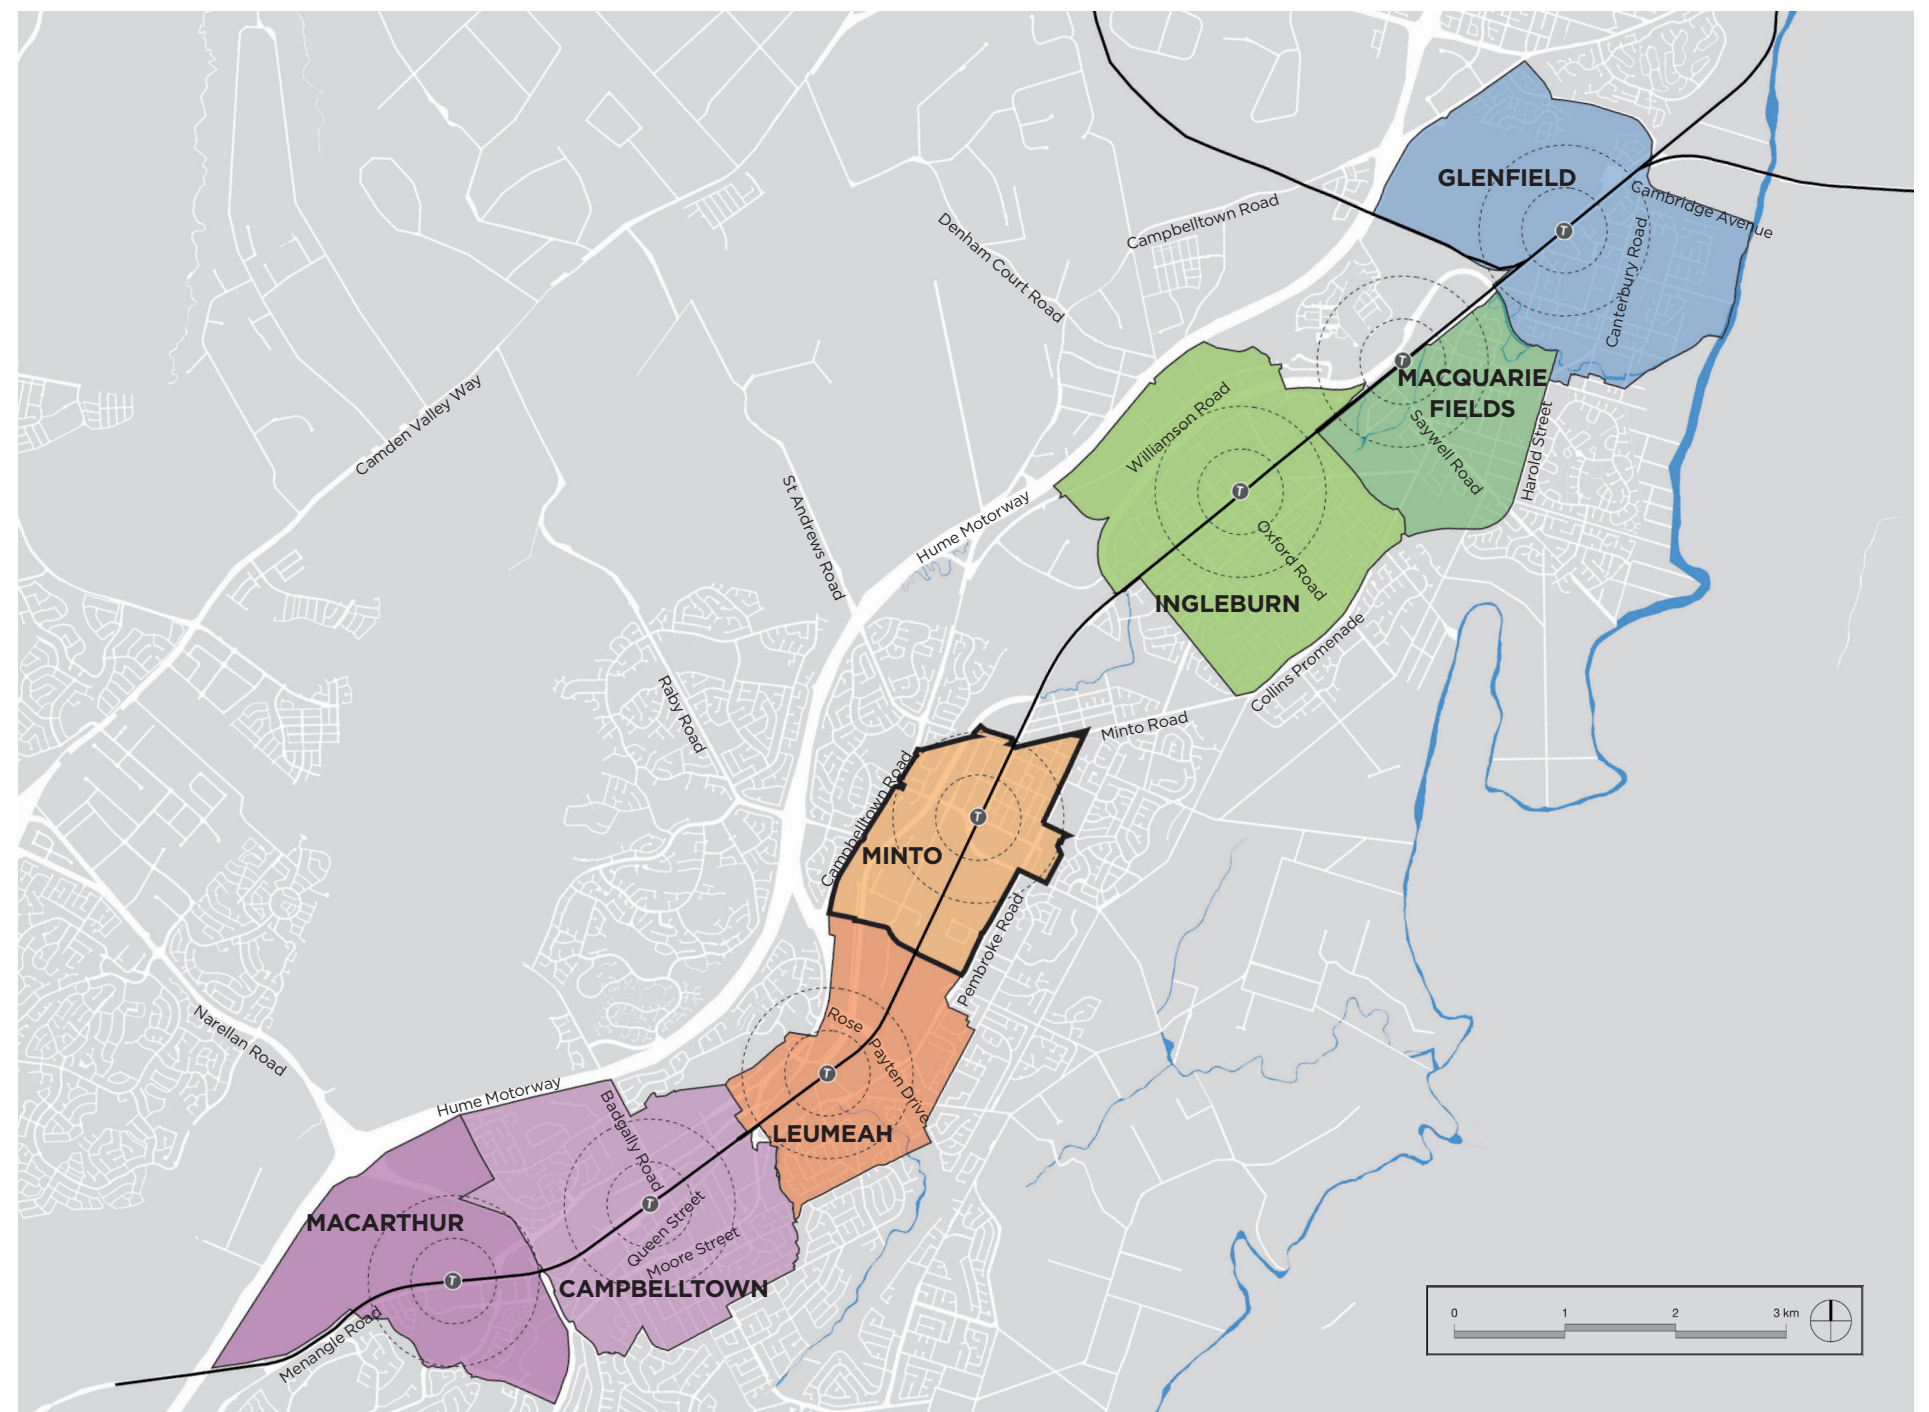 GLENFIELD
Cambridge Avenue
Canterbury Road
Campbelltown Road
Denham Court Road
MACQUARIE
FIELDS
Saywell Road
Harold Street
Williamson Road
Camden Valley Way
St Andrews Road
Hume Motorway
Oxford Road
INGLEBURN
Collins Promenade
Raby Road
Minto Road
Campbelltown Road
MINTO
Pembroke Road
Narellan Road
Rose
Payten Drive
Hume Motorway
Badgally Road
LEUMEAH
MACARTHUR
Queen Street
Moore Street
CAMPBELLTOWN
Menangle Road
T
T
T
T
T
T
T
0 1 2 3 km